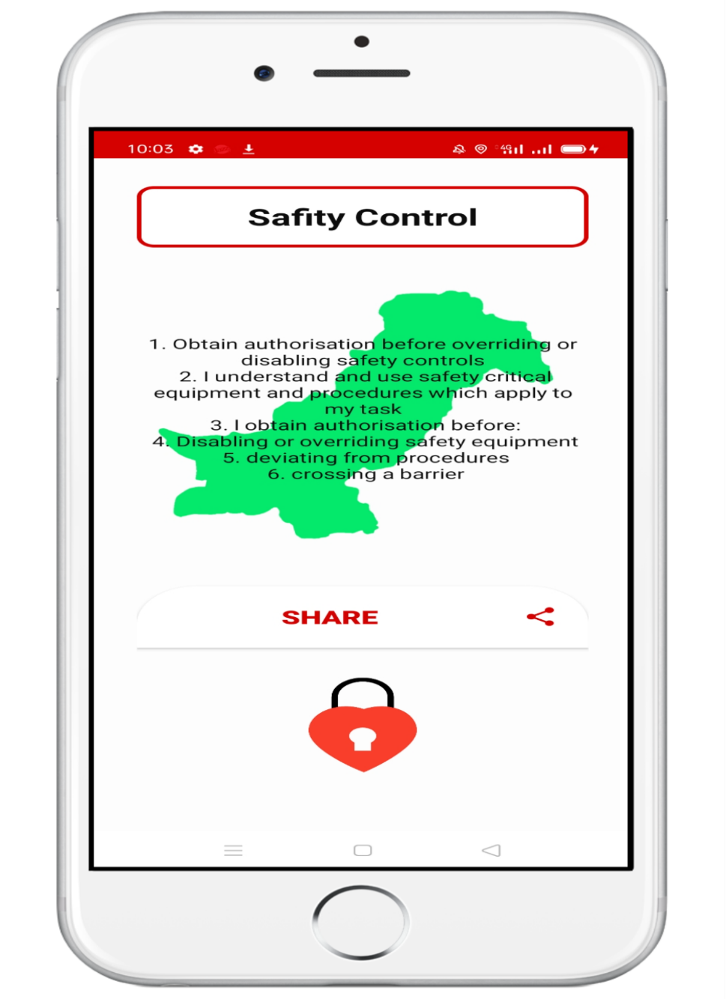 10:03
4G
Safity Control
1. Obtain authorisation before overriding or
disabling safety controls
2. I understand and use safety critical
equipment and procedures which apply to
my task
3. I obtain authorisation before:
4. Disabling or overriding safety equipment
5. deviating from procedures
6. crossing a barrier
SHARE